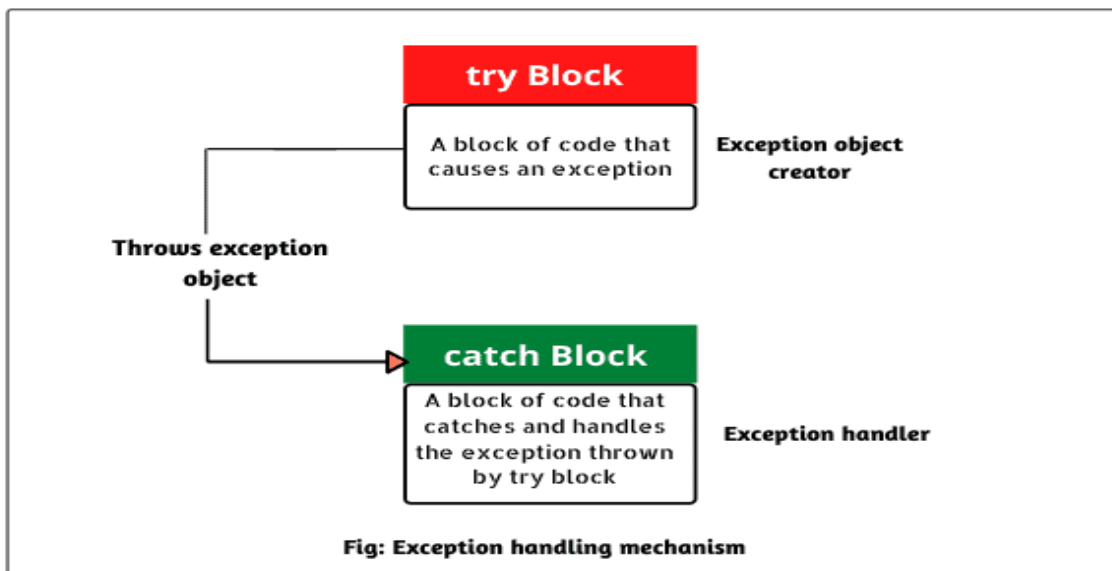 try Block
A block of code that
causes an exception
Exception object
creator
Throws exception
object
catch Block
A block of code that
catches and handles
the exception thrown
by try block
Exception handler
Fig: Exception handling mechanism